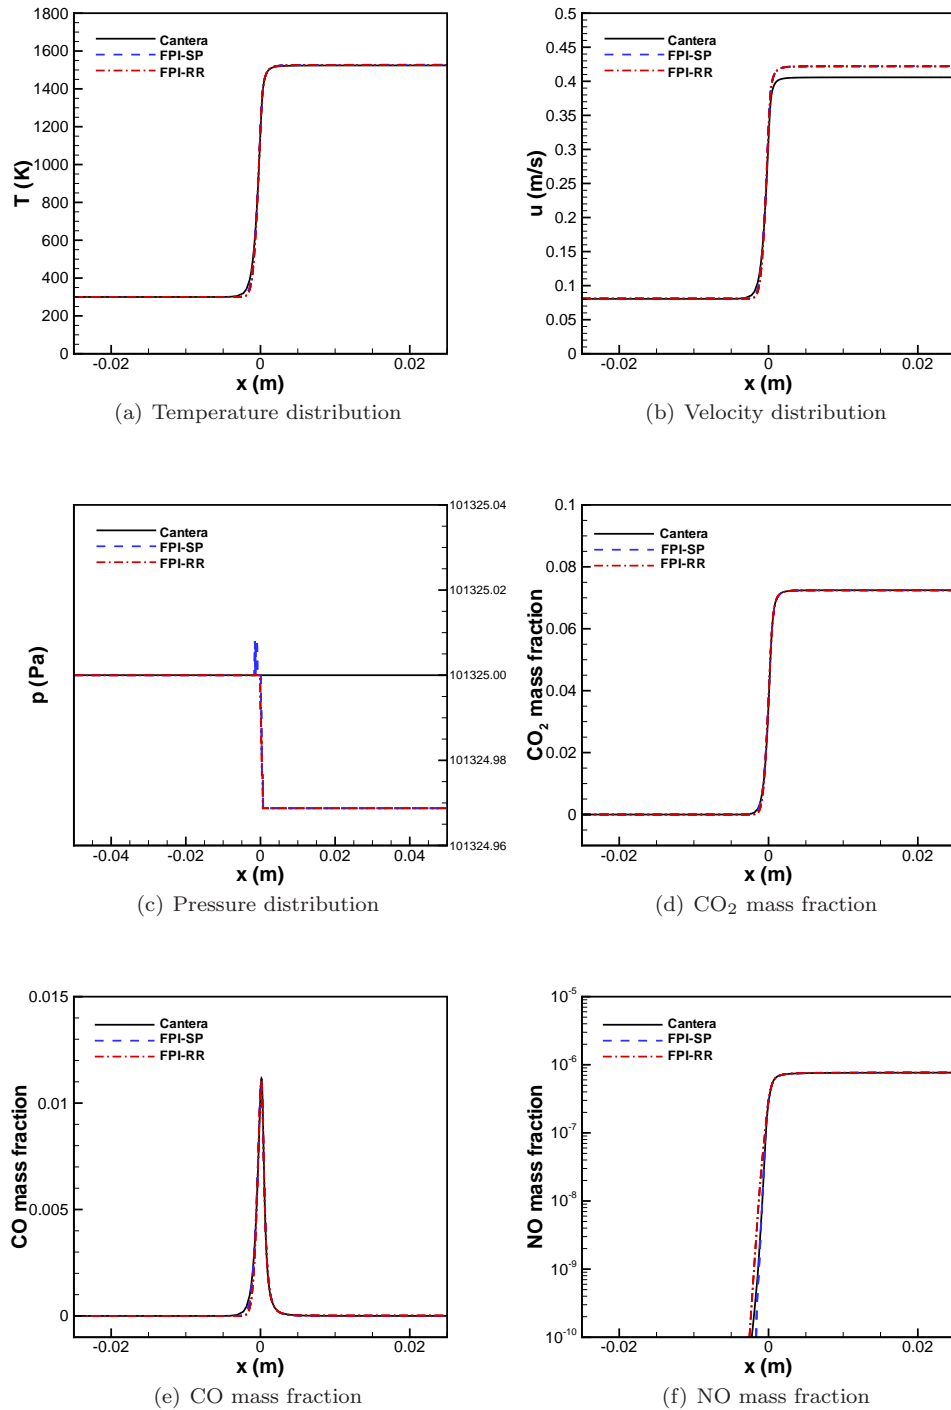 1800
1600
1400
1200
1000
800
600
400
200
0
T (K)
Cantera
FPI-SP
FPI-RR
-0.02
0
0.02
x (m)
(a) Temperature distribution
0.5
0.45
0.4
0.35
0.3
0.25
0.2
0.15
0.1
0.05
0
u (m/s)
Cantera
FPI-SP
FPI-RR
-0.02
0
0.02
x (m)
(b) Velocity distribution
p (Pa)
Cantera
FPI-SP
FPI-RR
101325.04
101325.02
101325.00
101324.98
101324.96
-0.04
-0.02
0
0.02
0.04
x (m)
(c) Pressure distribution
0.1
0.08
0.06
0.04
0.02
0
CO₂ mass fraction
Cantera
FPI-SP
FPI-RR
-0.02
0
0.02
x (m)
(d) CO₂ mass fraction
0.015
0.01
0.005
0
CO mass fraction
Cantera
FPI-SP
FPI-RR
-0.02
0
0.02
x (m)
(e) CO mass fraction
10⁻⁵
10⁻⁶
10⁻⁷
10⁻⁸
10⁻⁹
10⁻¹⁰
NO mass fraction
Cantera
FPI-SP
FPI-RR
-0.02
0
0.02
x (m)
(f) NO mass fraction